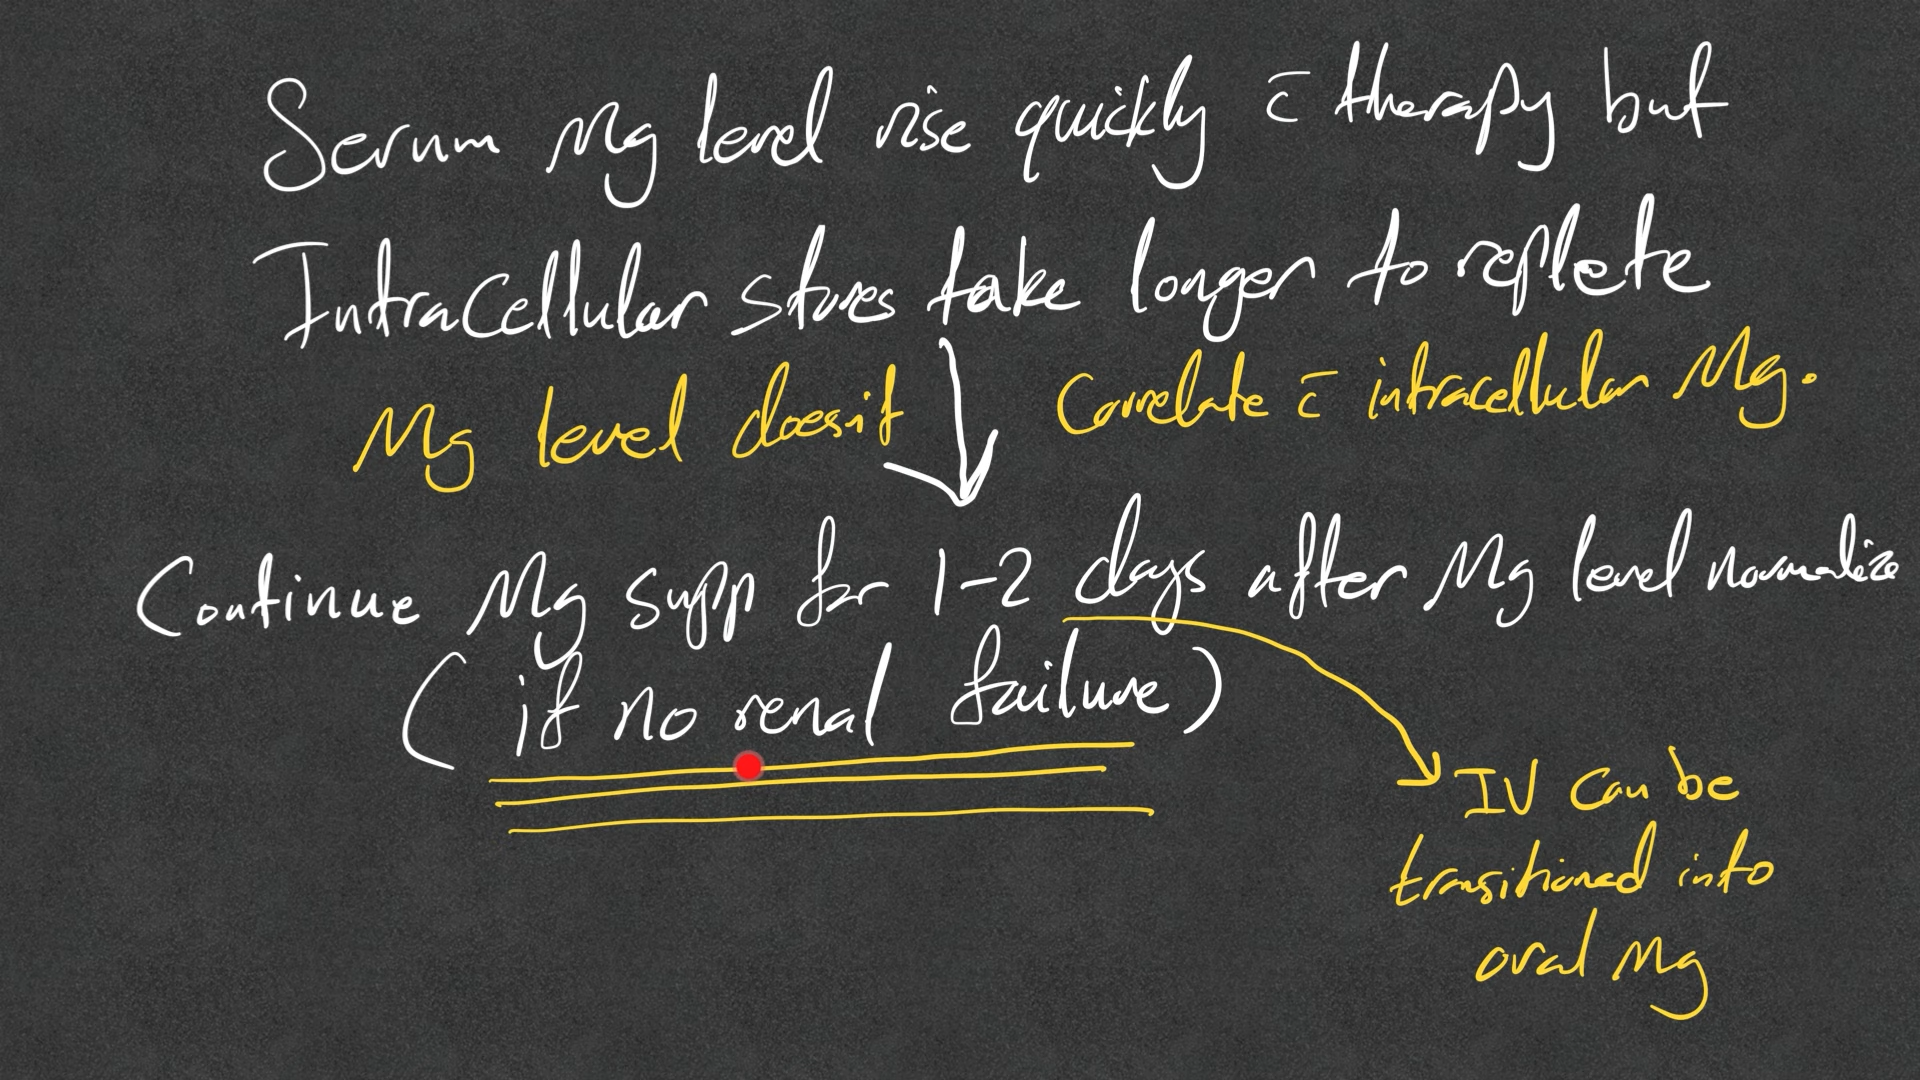 Serum Mg level rise quickly c̄ therapy but
IntraCellular stores take longer to replete
Mg level doesn't Correlate c̄ intracellular Mg.
Continue Mg supp for 1-2 days after Mg level normalize
(if no renal failure)
IV Can be
transitioned into
oral Mg